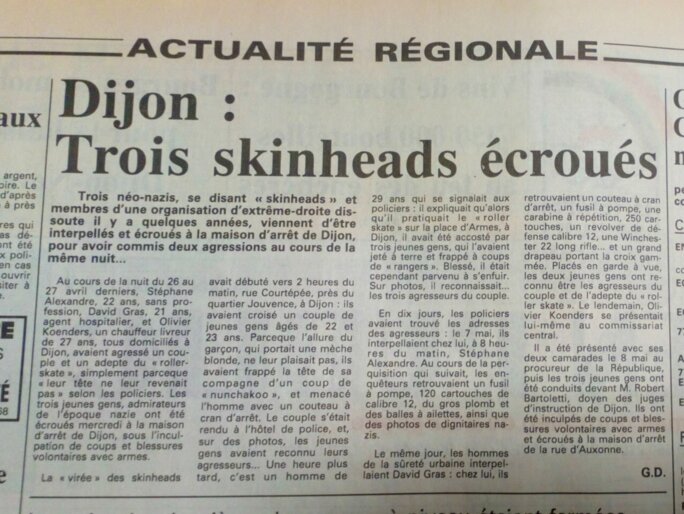 ACTUALITÉ RÉGIONALE
Dijon :
Trois skinheads écroués
Trois néo-nazis, se disant « skinheads » et
membres d'une organisation d'extrême-droite dis-
soute il y a quelques années, viennent d'être
interpellés et écroués à la maison d'arrêt de Dijon,
pour avoir commis deux agressions au cours de la
même nuit...
Au cours de la nuit du 26 au
27 avril derniers, Stéphane
Alexandre, 22 ans, sans pro-
fession, David Gras, 21 ans,
agent hospitalier, et Olivier
Koenders, un chauffeur livreur
de 27 ans, tous domiciliés à
Dijon, avaient agressé un cou-
ple et un adepte du « roller-
skate », simplement parceque
« leur tête ne leur revenait
pas » selon les policiers. Les
trois jeunes gens, admirateurs
de l'époque nazie ont été
écroués mercredi à la maison
d'arrêt de Dijon, sous l'incul-
pation de coups et blessures
volontaires avec armes.
La « virée » des skinheads
avait débuté vers 2 heures du
matin, rue Courtépée, près du
quartier Jouvence, à Dijon : ils
avaient croisé un couple de
jeunes gens âgés de 22 et
23 ans. Parceque l'allure du
garçon, qui portait une mèche
blonde, ne leur plaisait pas, ils
avaient frappé la tête de sa
compagne d'un coup de
« nunchakoo », et menacé
l'homme avec un couteau à
cran d'arrêt. Le couple s'était
rendu à l'hôtel de police, et,
sur des photos, les jeunes
gens avaient reconnu leurs
agresseurs... Une heure plus
tard, c'est un homme de
29 ans qui se signalait aux
policiers : il expliquait qu'alors
qu'il pratiquait le « roller
skate » sur la place d'Armes, à
Dijon, il avait été accosté par
trois jeunes gens, qui l'avaient
jeté à terre et frappé à coups
de « rangers ». Blessé, il était
cependant parvenu à s'enfuir.
Sur photos, il reconnaissait...
les trois agresseurs du couple.
En dix jours, les policiers
avaient trouvé les adresses
des agresseurs : le 7 mai, ils
interpellaient chez lui, à 8 heu-
res du matin, Stéphane
Alexandre. Au cours de la per-
quisition qui suivait, les en-
quêteurs retrouvaient un fusil
à pompe, 120 cartouches de
calibre 12, du gros plomb et
des balles à ailettes, ainsi que
des photos de dignitaires na-
zis.
Le même jour, les hommes
de la sûreté urbaine interpel-
laient David Gras : chez lui, ils
retrouvaient un couteau à cran
d'arrêt, un fusil à pompe, une
carabine à répétition, 250 car-
touches, un revolver de défen-
se calibre 12, une Winches-
ter 22 long rifle... et un grand
drapeau portant la croix gam-
mée. Placés en garde à vue,
les deux jeunes gens ont re-
connu être les agresseurs du
couple et de l'adepte du « rol-
ler-skate ». Le lendemain, Oli-
vier Koenders se présentait
lui-même au commissariat
central.
Il a été présenté avec ses
deux camarades le 8 mai au
procureur de la République,
puis les trois jeunes gens ont
été conduits devant M. Robert
Bartoletti, doyen des juges
d'instruction de Dijon. Ils ont
été inculpés de coups et bles-
sures volontaires avec armes
et écroués à la maison d'arrêt
de la rue d'Auxonne.
G.D.